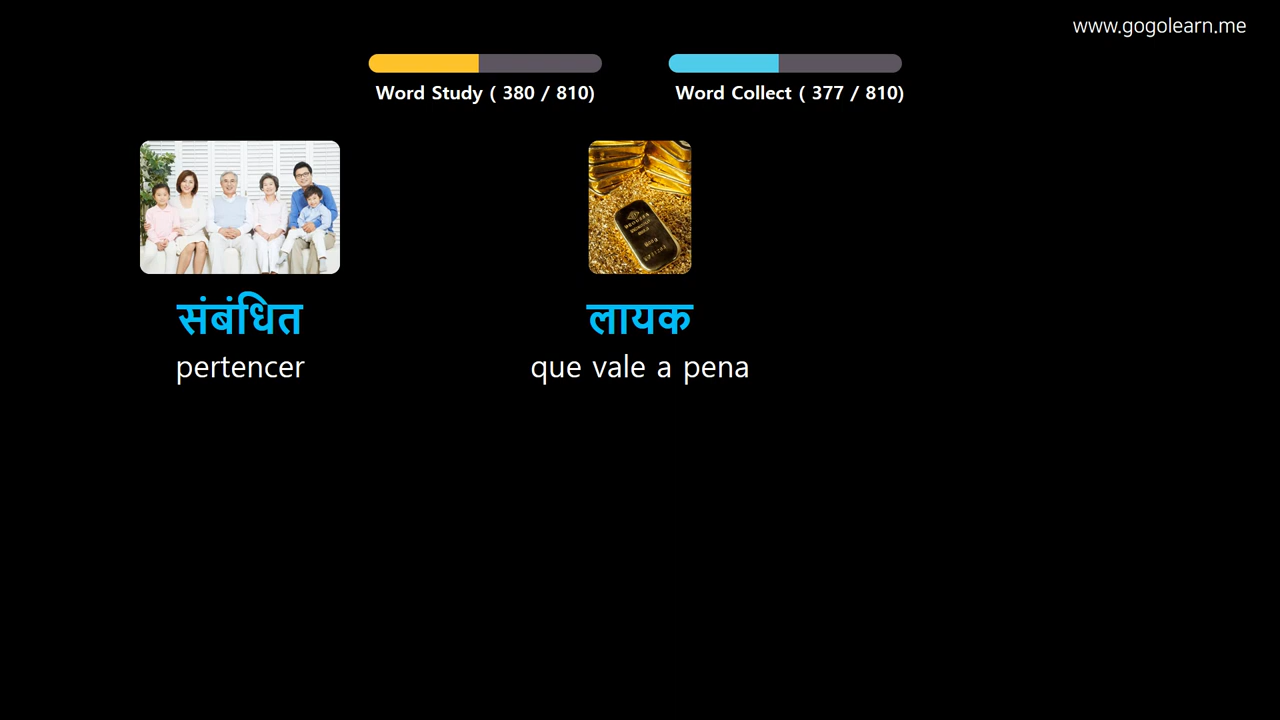 www.gogolearn.me
Word Study ( 380 / 810)
Word Collect ( 377 / 810)
संबंधित
pertencer
लायक
que vale a pena